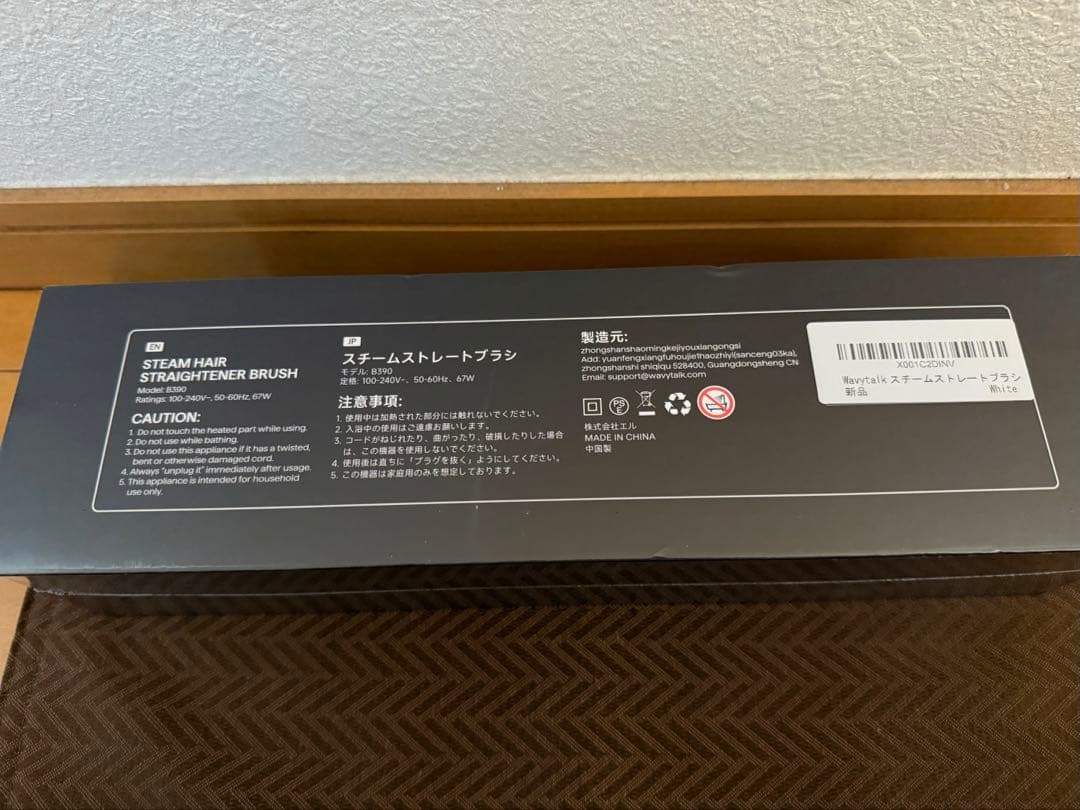 EN
STEAM HAIR
STRAIGHTENER BRUSH
Model: B390
Ratings: 100-240V~, 50-60Hz, 67W
CAUTION:
1. Do not touch the heated part while using.
2. Do not use while bathing.
3. Do not use this appliance if it has a twisted,
bent or otherwise damaged cord.
4. Always "unplug it" immediately after usage.
5. This appliance is intended for household
use only.
JP
スチームストレートブラシ
モデル: B390
定格: 100-240V~、50-60Hz、67W
注意事項:
1. 使用中は加熱された部分には触れないでください。
2. 入浴中の使用はご遠慮お願いします。
3. コードがねじれたり、曲がったり、破損したりした場合
は、この機器を使用しないでください。
4. 使用後は直ちに「プラグを抜く」ようにしてください。
5. この機器は家庭用のみを想定しております。
製造元:
zhongshanshaomingkejiyouxiangongsi
Add: yuanfengxiangfuhoujiethaozhiyi(sanceng03ka),
zhongshanshi shiqiqu 528400, Guangdongsheng CN
Email: support@wavytalk.com
PS
E
株式会社エル
MADE IN CHINA
中国製
X001C2DINV
Wavytalk スチームストレートブラシ
新品 White